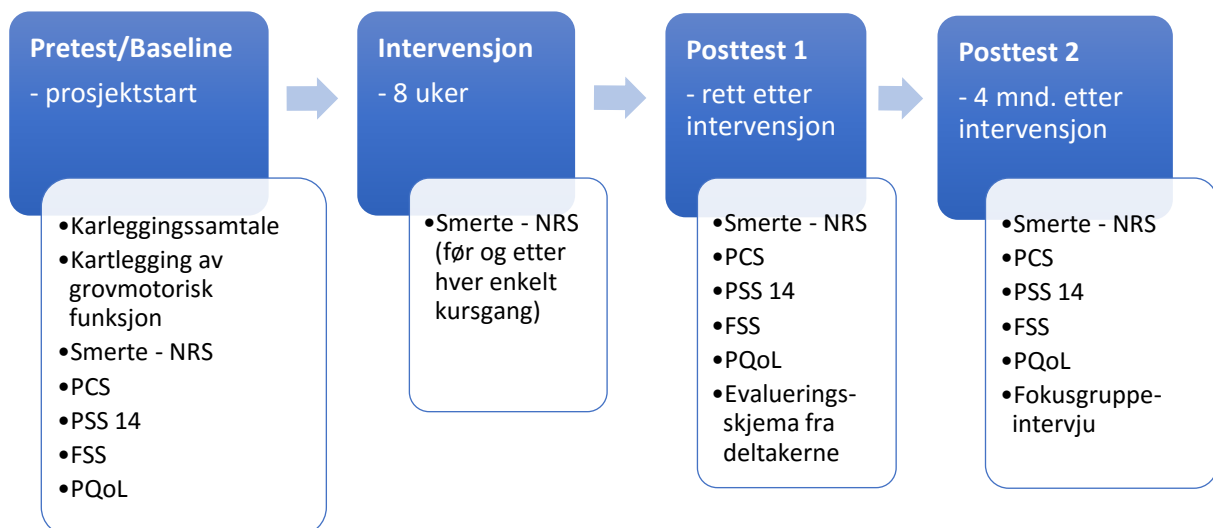 Pretest/Baseline
- prosjektstart
•Karleggingssamtale
•Kartlegging av
grovmotorisk
funksjon
•Smerte - NRS
•PCS
•PSS 14
•FSS
•PQoL
Intervensjon
- 8 uker
•Smerte - NRS
(før og etter
hver enkelt
kursgang)
Posttest 1
- rett etter
intervensjon
•Smerte - NRS
•PCS
•PSS 14
•FSS
•PQoL
•Evaluerings-
skjema fra
deltakerne
Posttest 2
- 4 mnd. etter
intervensjon
•Smerte - NRS
•PCS
•PSS 14
•FSS
•PQoL
•Fokusgruppe-
intervju